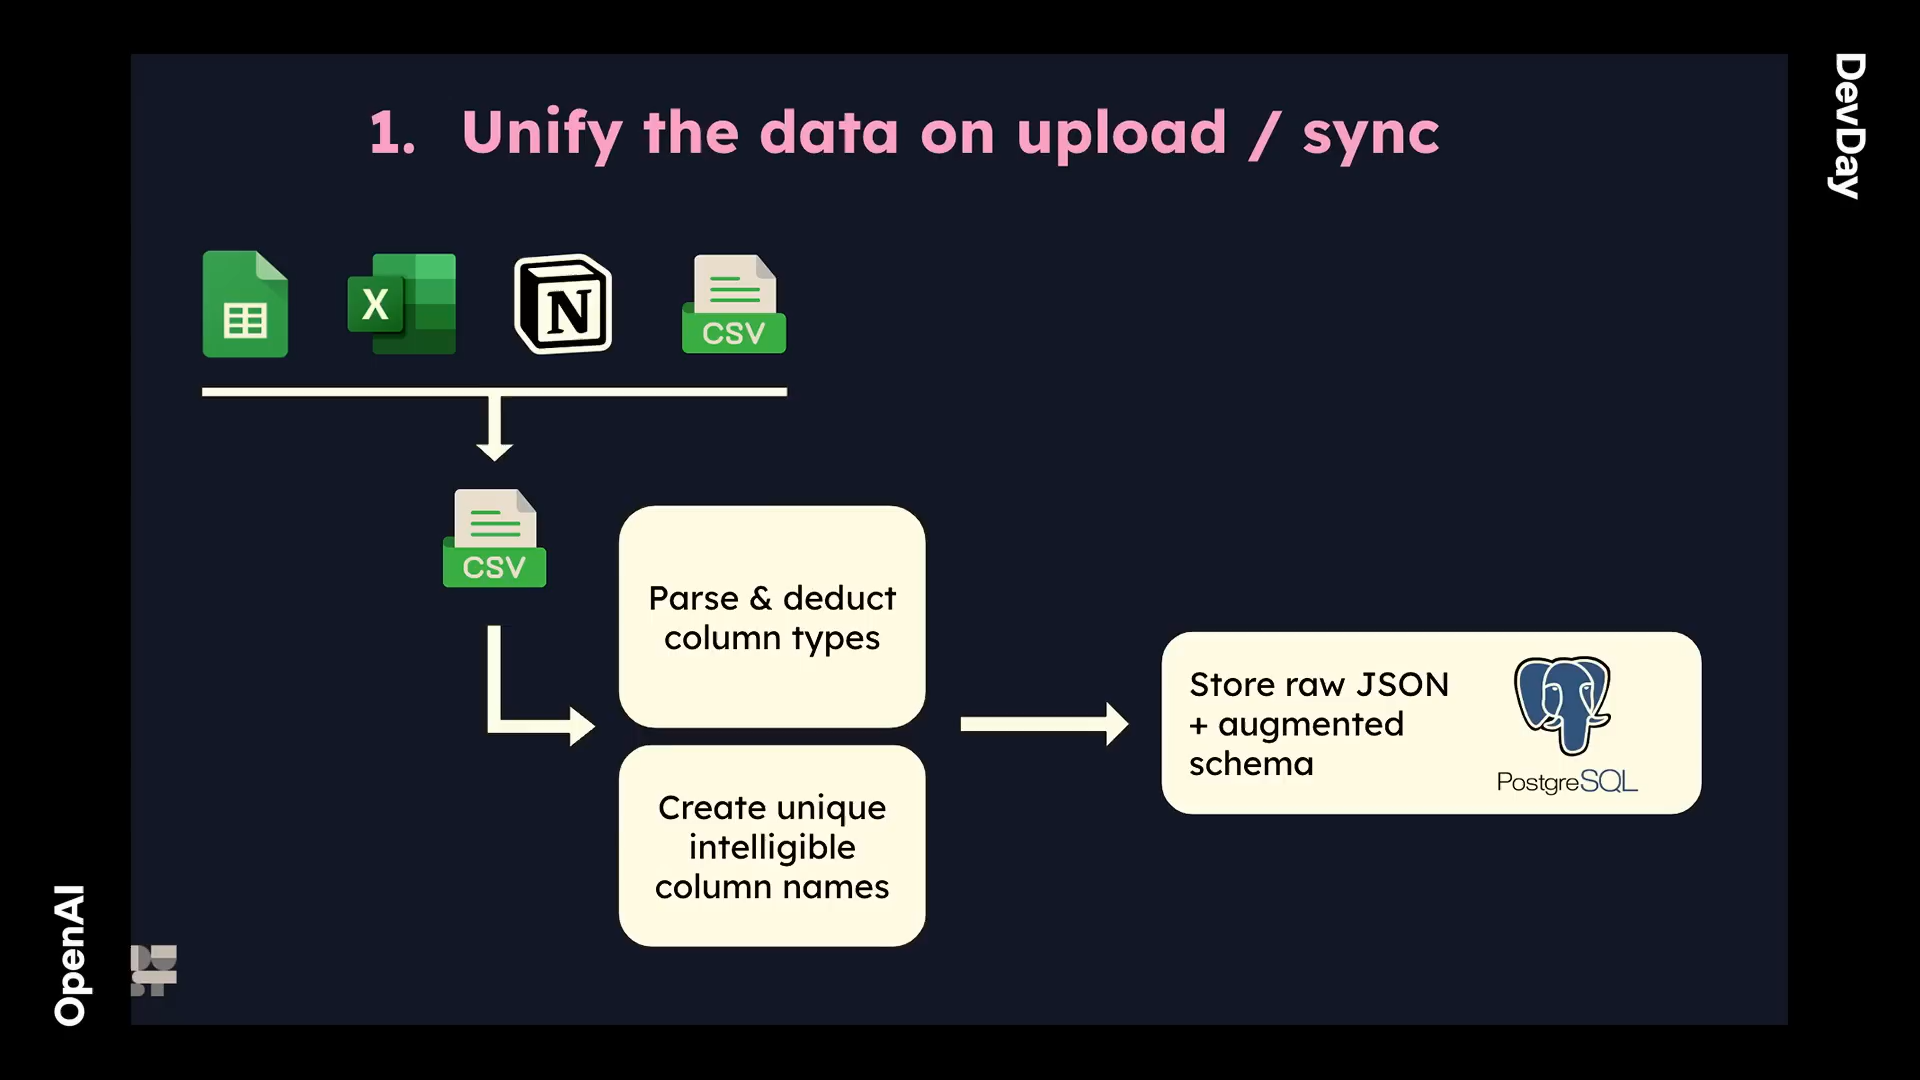 DevDay
1. Unify the data on upload / sync
X
N
CSV
CSV
Parse & deduct
column types
Create unique
intelligible
column names
Store raw JSON
+ augmented
schema
PostgreSQL
OpenAI
DUST